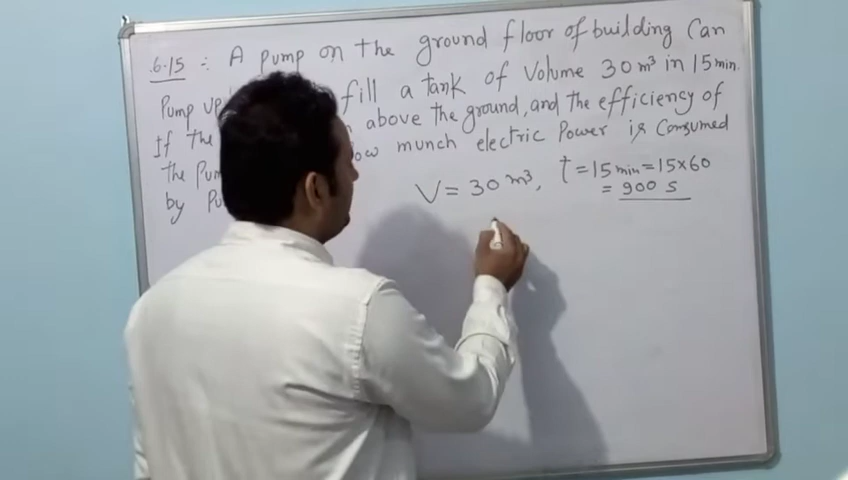 6.15 :- A pump on the ground floor of building Can
Pump up fill a tank of Volume 30 m³ in 15 min.
If the above the ground, and the efficiency of
the munch electric Power is Consumed
by
V = 30 m³, t = 15 min = 15×60
= 900 s